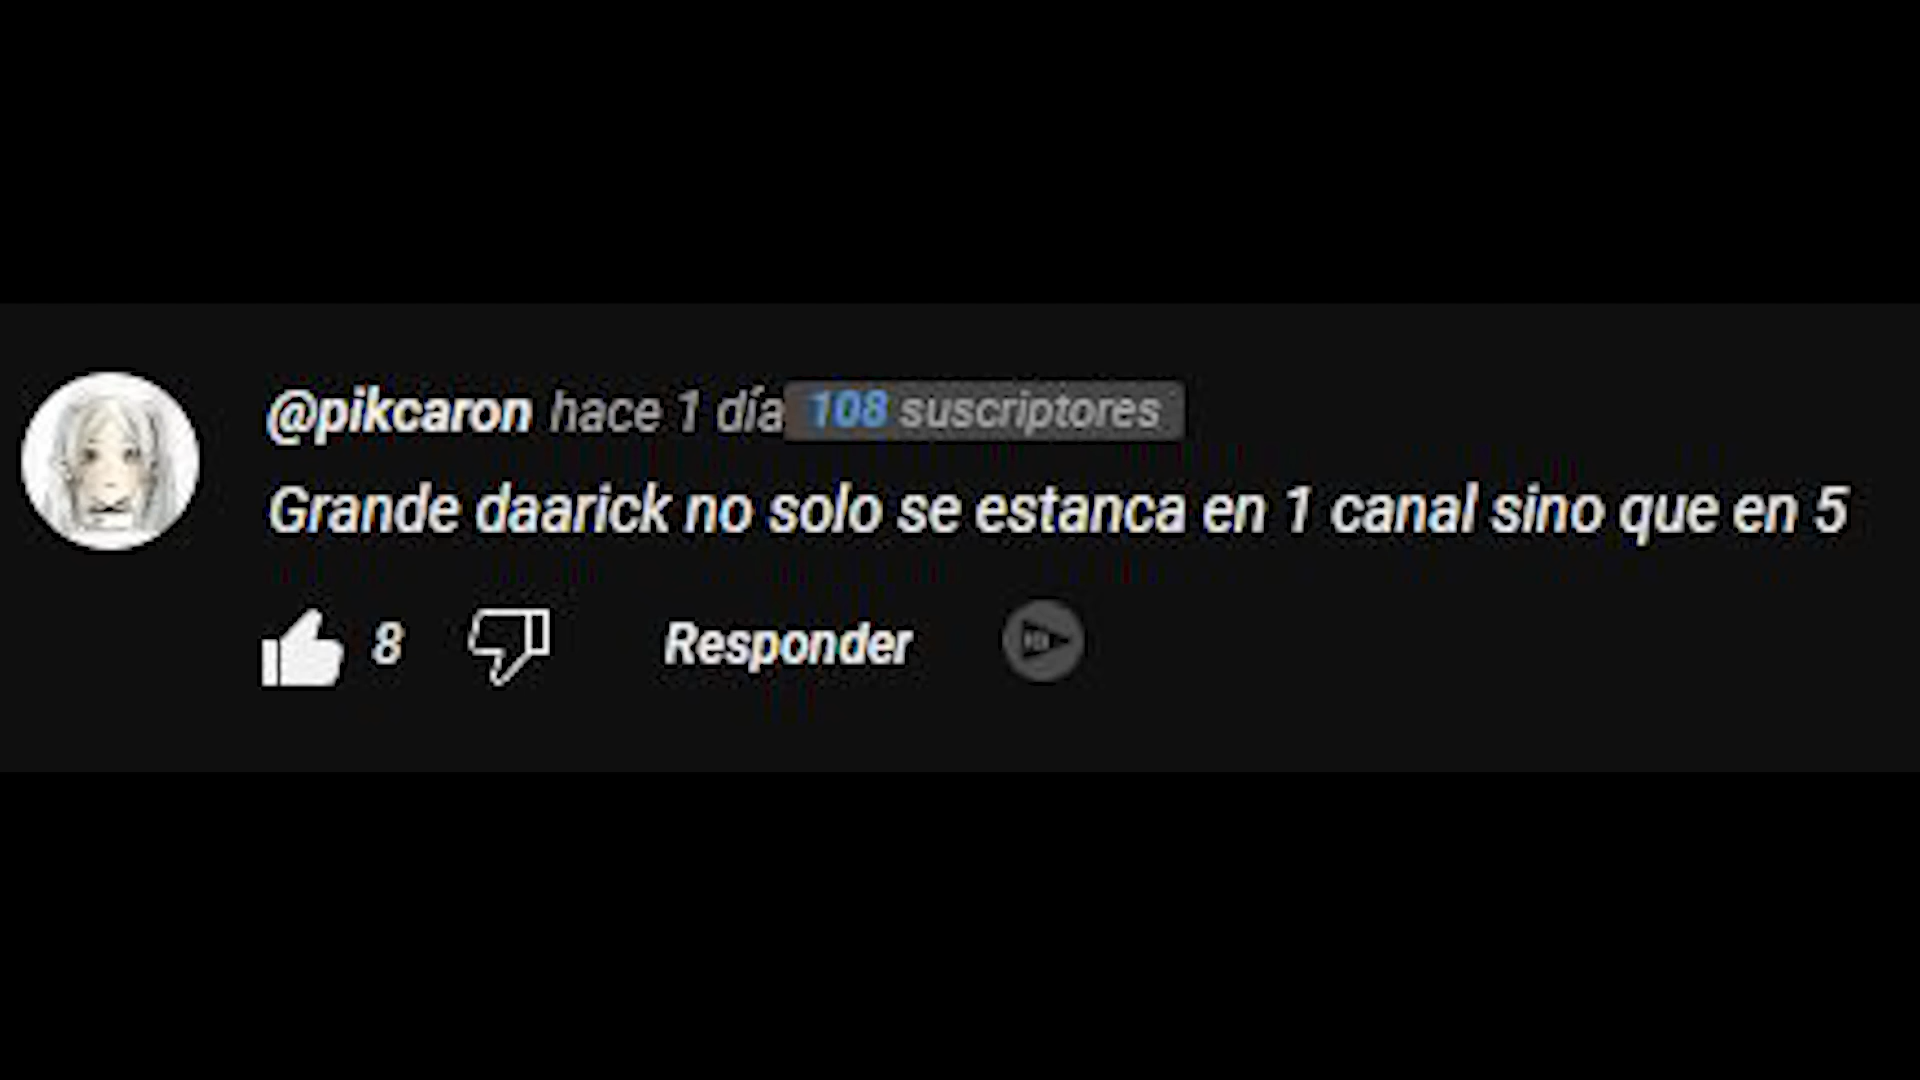 @pikcaron hace 1 día 108 suscriptores
Grande daarick no solo se estanca en 1 canal sino que en 5
8 Responder